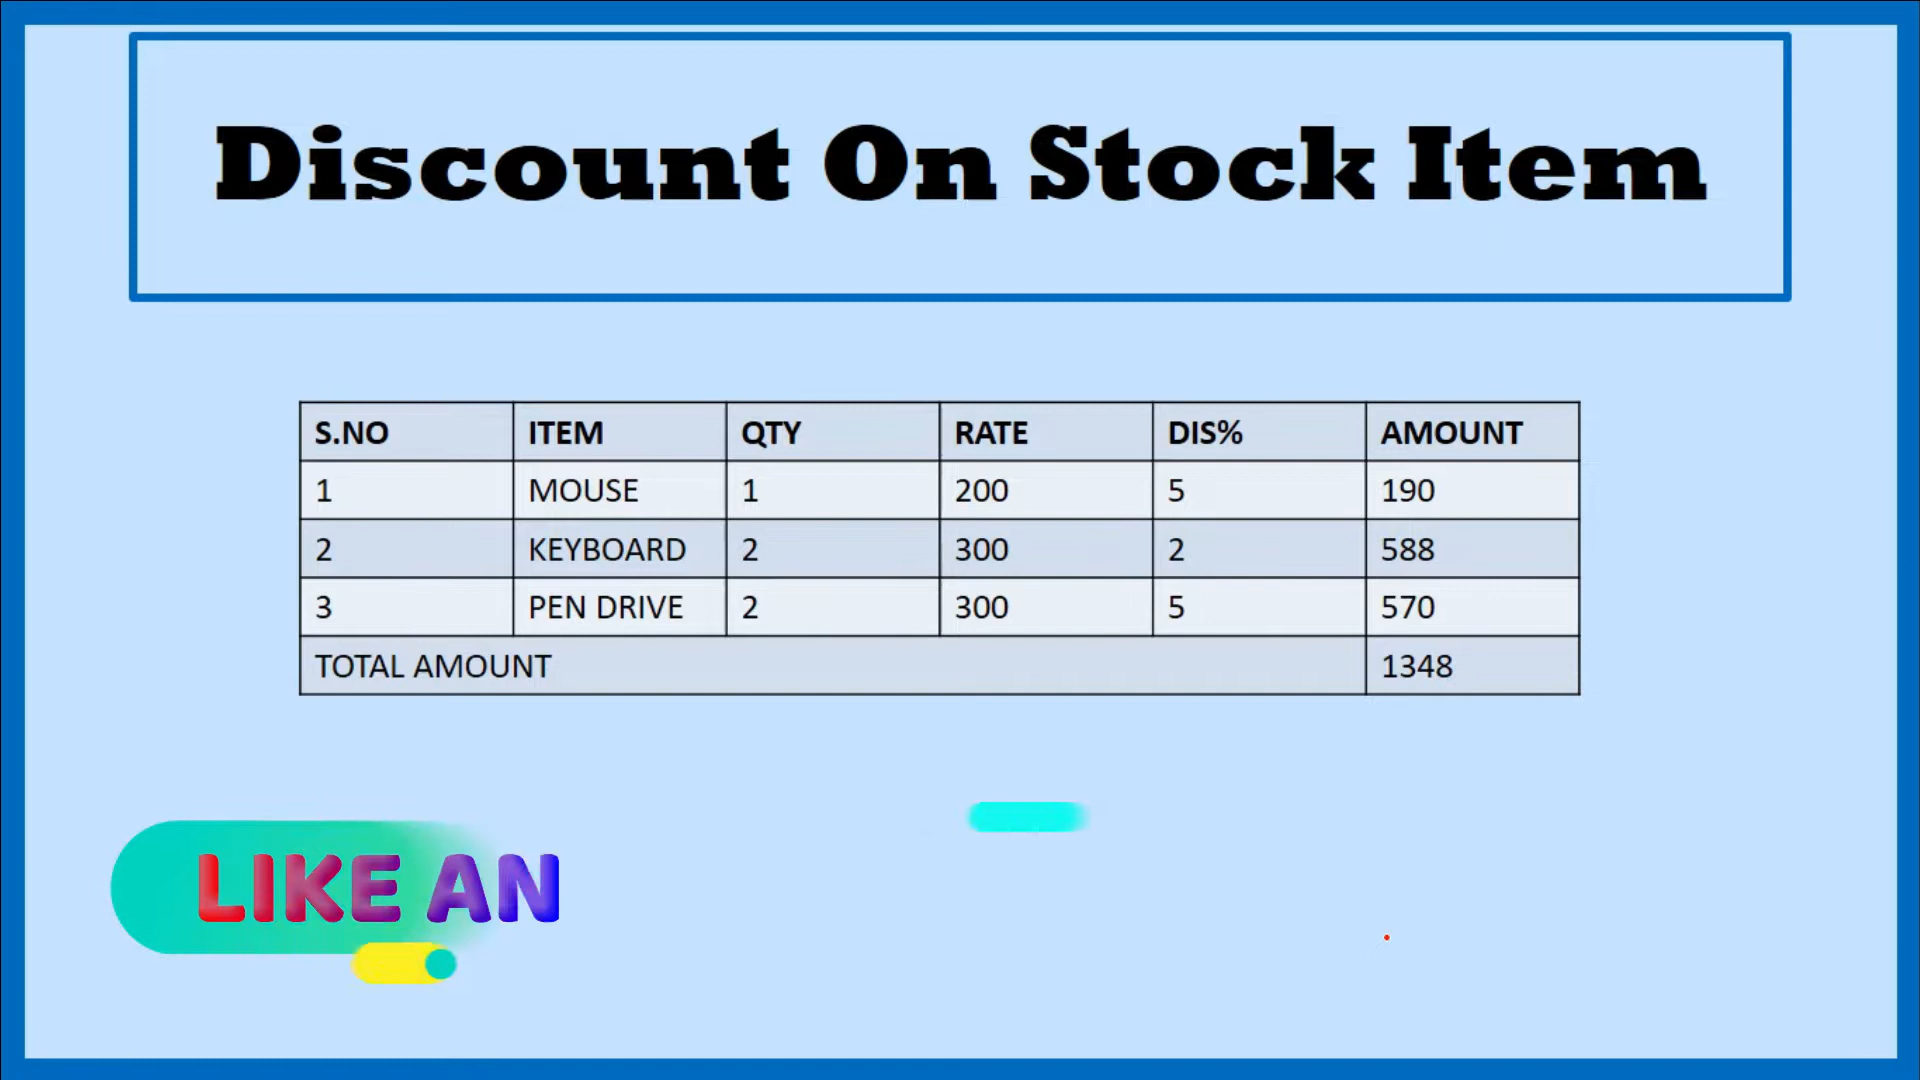 Discount On Stock Item
S.NO ITEM QTY RATE DIS% AMOUNT
1 MOUSE 1 200 5 190
2 KEYBOARD 2 300 2 588
3 PEN DRIVE 2 300 5 570
TOTAL AMOUNT 1348
LIKE AN